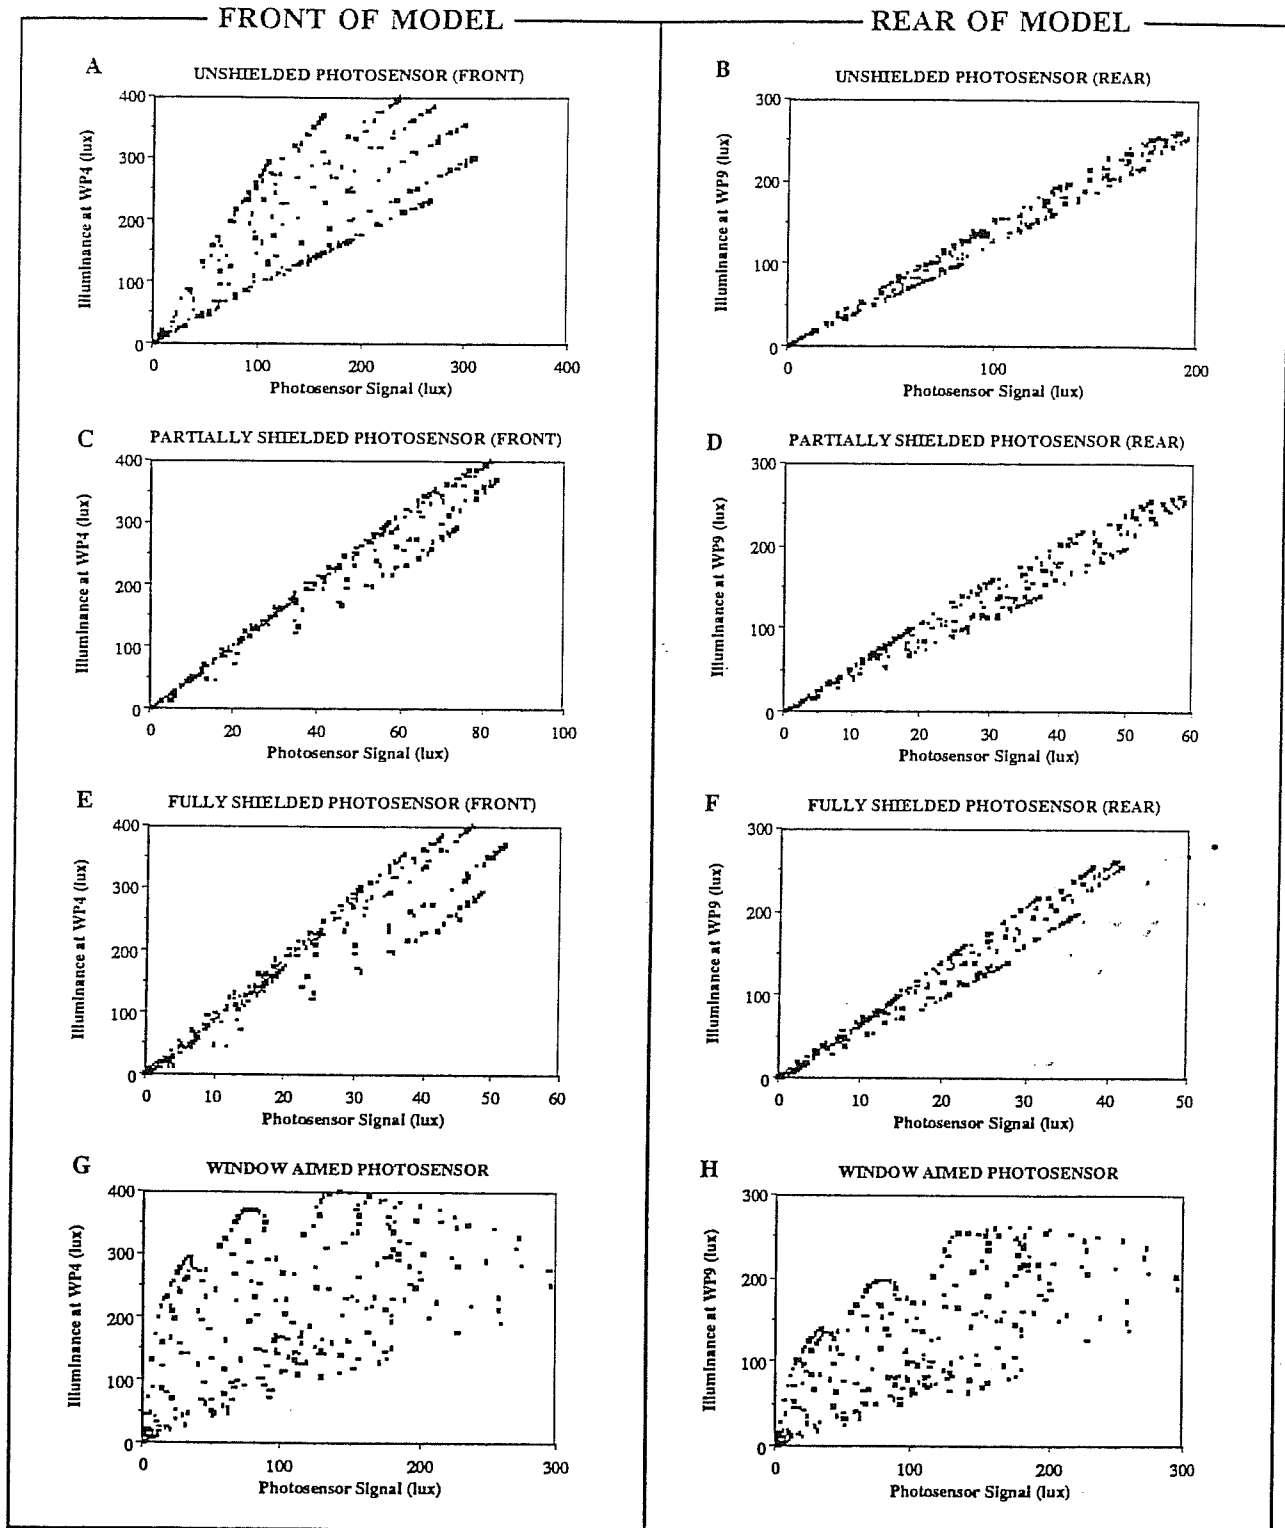 FRONT OF MODEL
REAR OF MODEL
A
UNSHIELDED PHOTOSENSOR (FRONT)
400
300
200
100
0
Illuminance at WP4 (lux)
0 100 200 300 400
Photosensor Signal (lux)
B
UNSHIELDED PHOTOSENSOR (REAR)
300
200
100
0
Illuminance at WP9 (lux)
0 100 200
Photosensor Signal (lux)
C
PARTIALLY SHIELDED PHOTOSENSOR (FRONT)
400
300
200
100
0
Illuminance at WP4 (lux)
0 20 40 60 80 100
Photosensor Signal (lux)
D
PARTIALLY SHIELDED PHOTOSENSOR (REAR)
300
200
100
0
Illuminance at WP9 (lux)
0 10 20 30 40 50 60
Photosensor Signal (lux)
E
FULLY SHIELDED PHOTOSENSOR (FRONT)
400
300
200
100
0
Illuminance at WP4 (lux)
0 10 20 30 40 50 60
Photosensor Signal (lux)
F
FULLY SHIELDED PHOTOSENSOR (REAR)
300
200
100
0
Illuminance at WP9 (lux)
0 10 20 30 40 50
Photosensor Signal (lux)
G
WINDOW AIMED PHOTOSENSOR
400
300
200
100
0
Illuminance at WP4 (lux)
0 100 200 300
Photosensor Signal (lux)
H
WINDOW AIMED PHOTOSENSOR
300
200
100
0
Illuminance at WP9 (lux)
0 100 200 300
Photosensor Signal (lux)